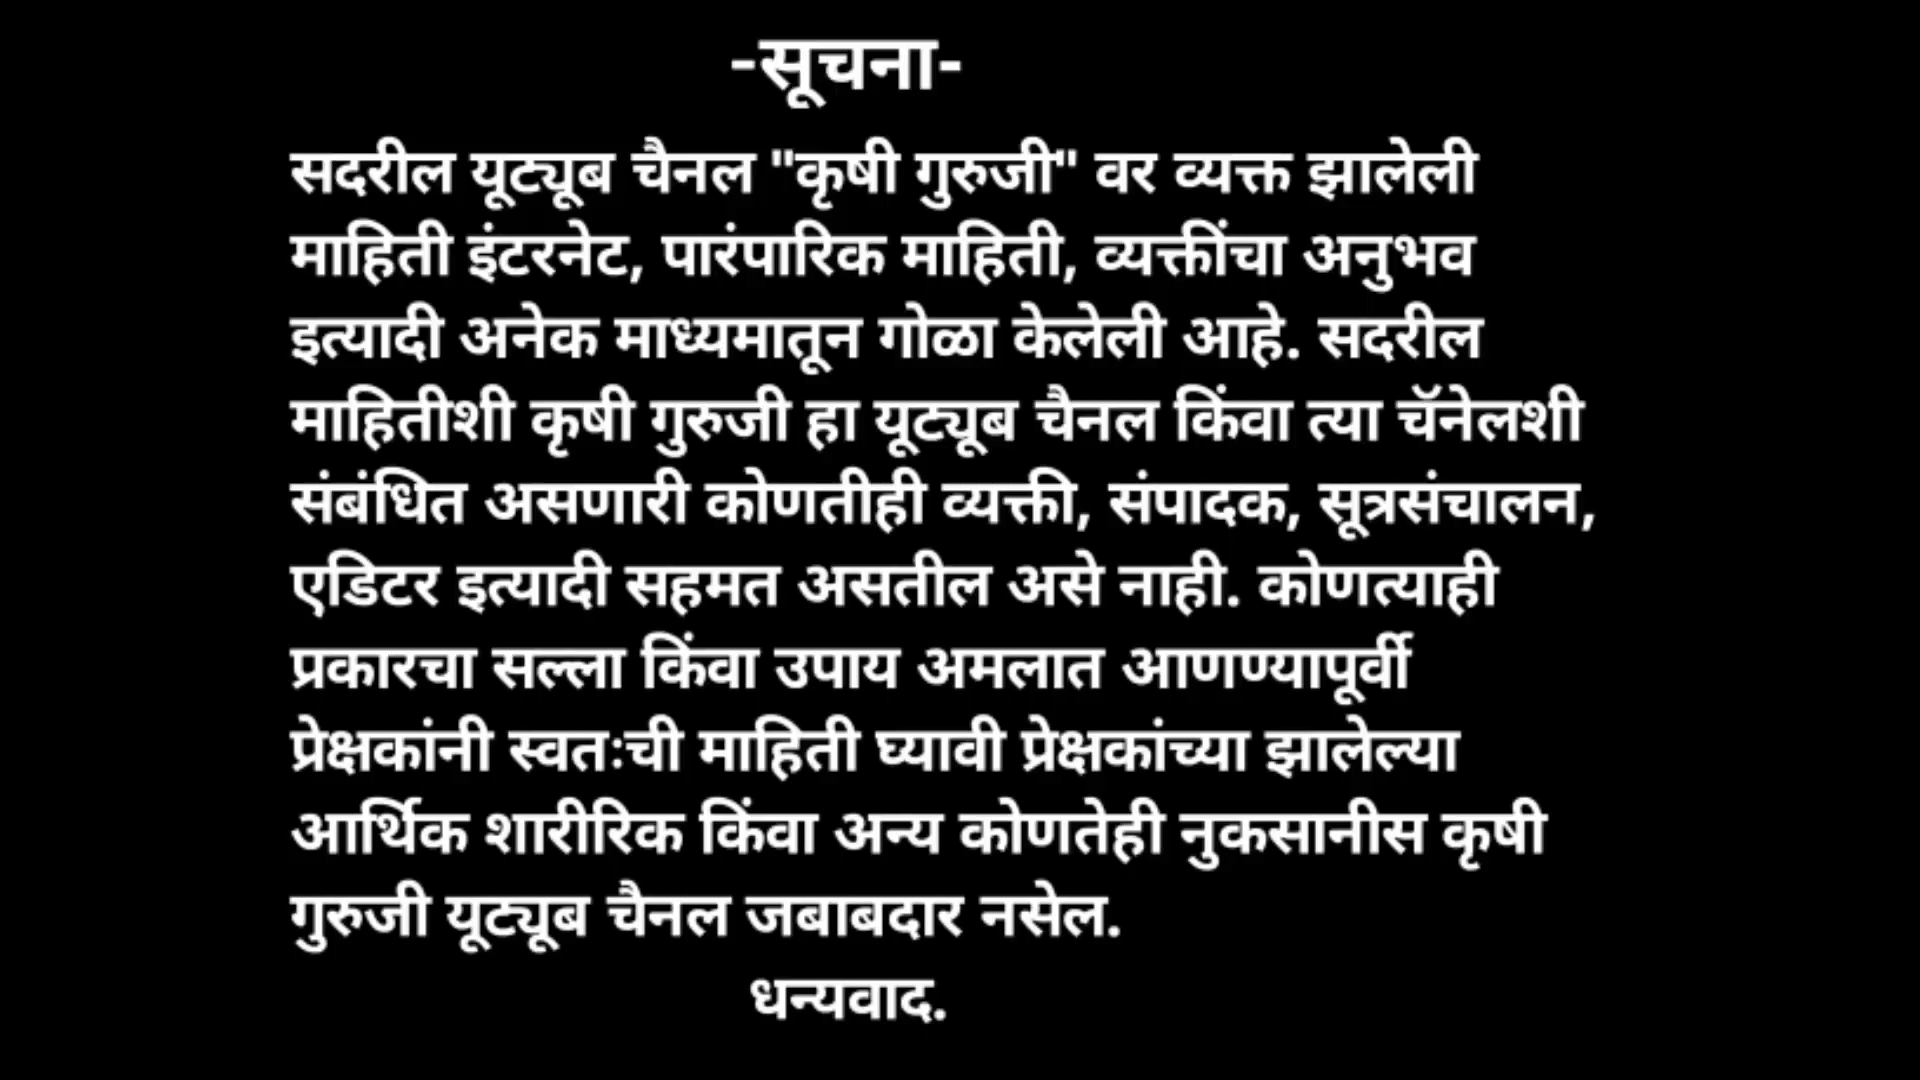 -सूचना-
सदरील यूट्यूब चैनल "कृषी गुरुजी" वर व्यक्त झालेली
माहिती इंटरनेट, पारंपारिक माहिती, व्यक्तींचा अनुभव
इत्यादी अनेक माध्यमातून गोळा केलेली आहे. सदरील
माहितीशी कृषी गुरुजी हा यूट्यूब चैनल किंवा त्या चॅनेलशी
संबंधित असणारी कोणतीही व्यक्ती, संपादक, सूत्रसंचालन,
एडिटर इत्यादी सहमत असतील असे नाही. कोणत्याही
प्रकारचा सल्ला किंवा उपाय अमलात आणण्यापूर्वी
प्रेक्षकांनी स्वतःची माहिती घ्यावी प्रेक्षकांच्या झालेल्या
आर्थिक शारीरिक किंवा अन्य कोणतेही नुकसानीस कृषी
गुरुजी यूट्यूब चैनल जबाबदार नसेल.
धन्यवाद.